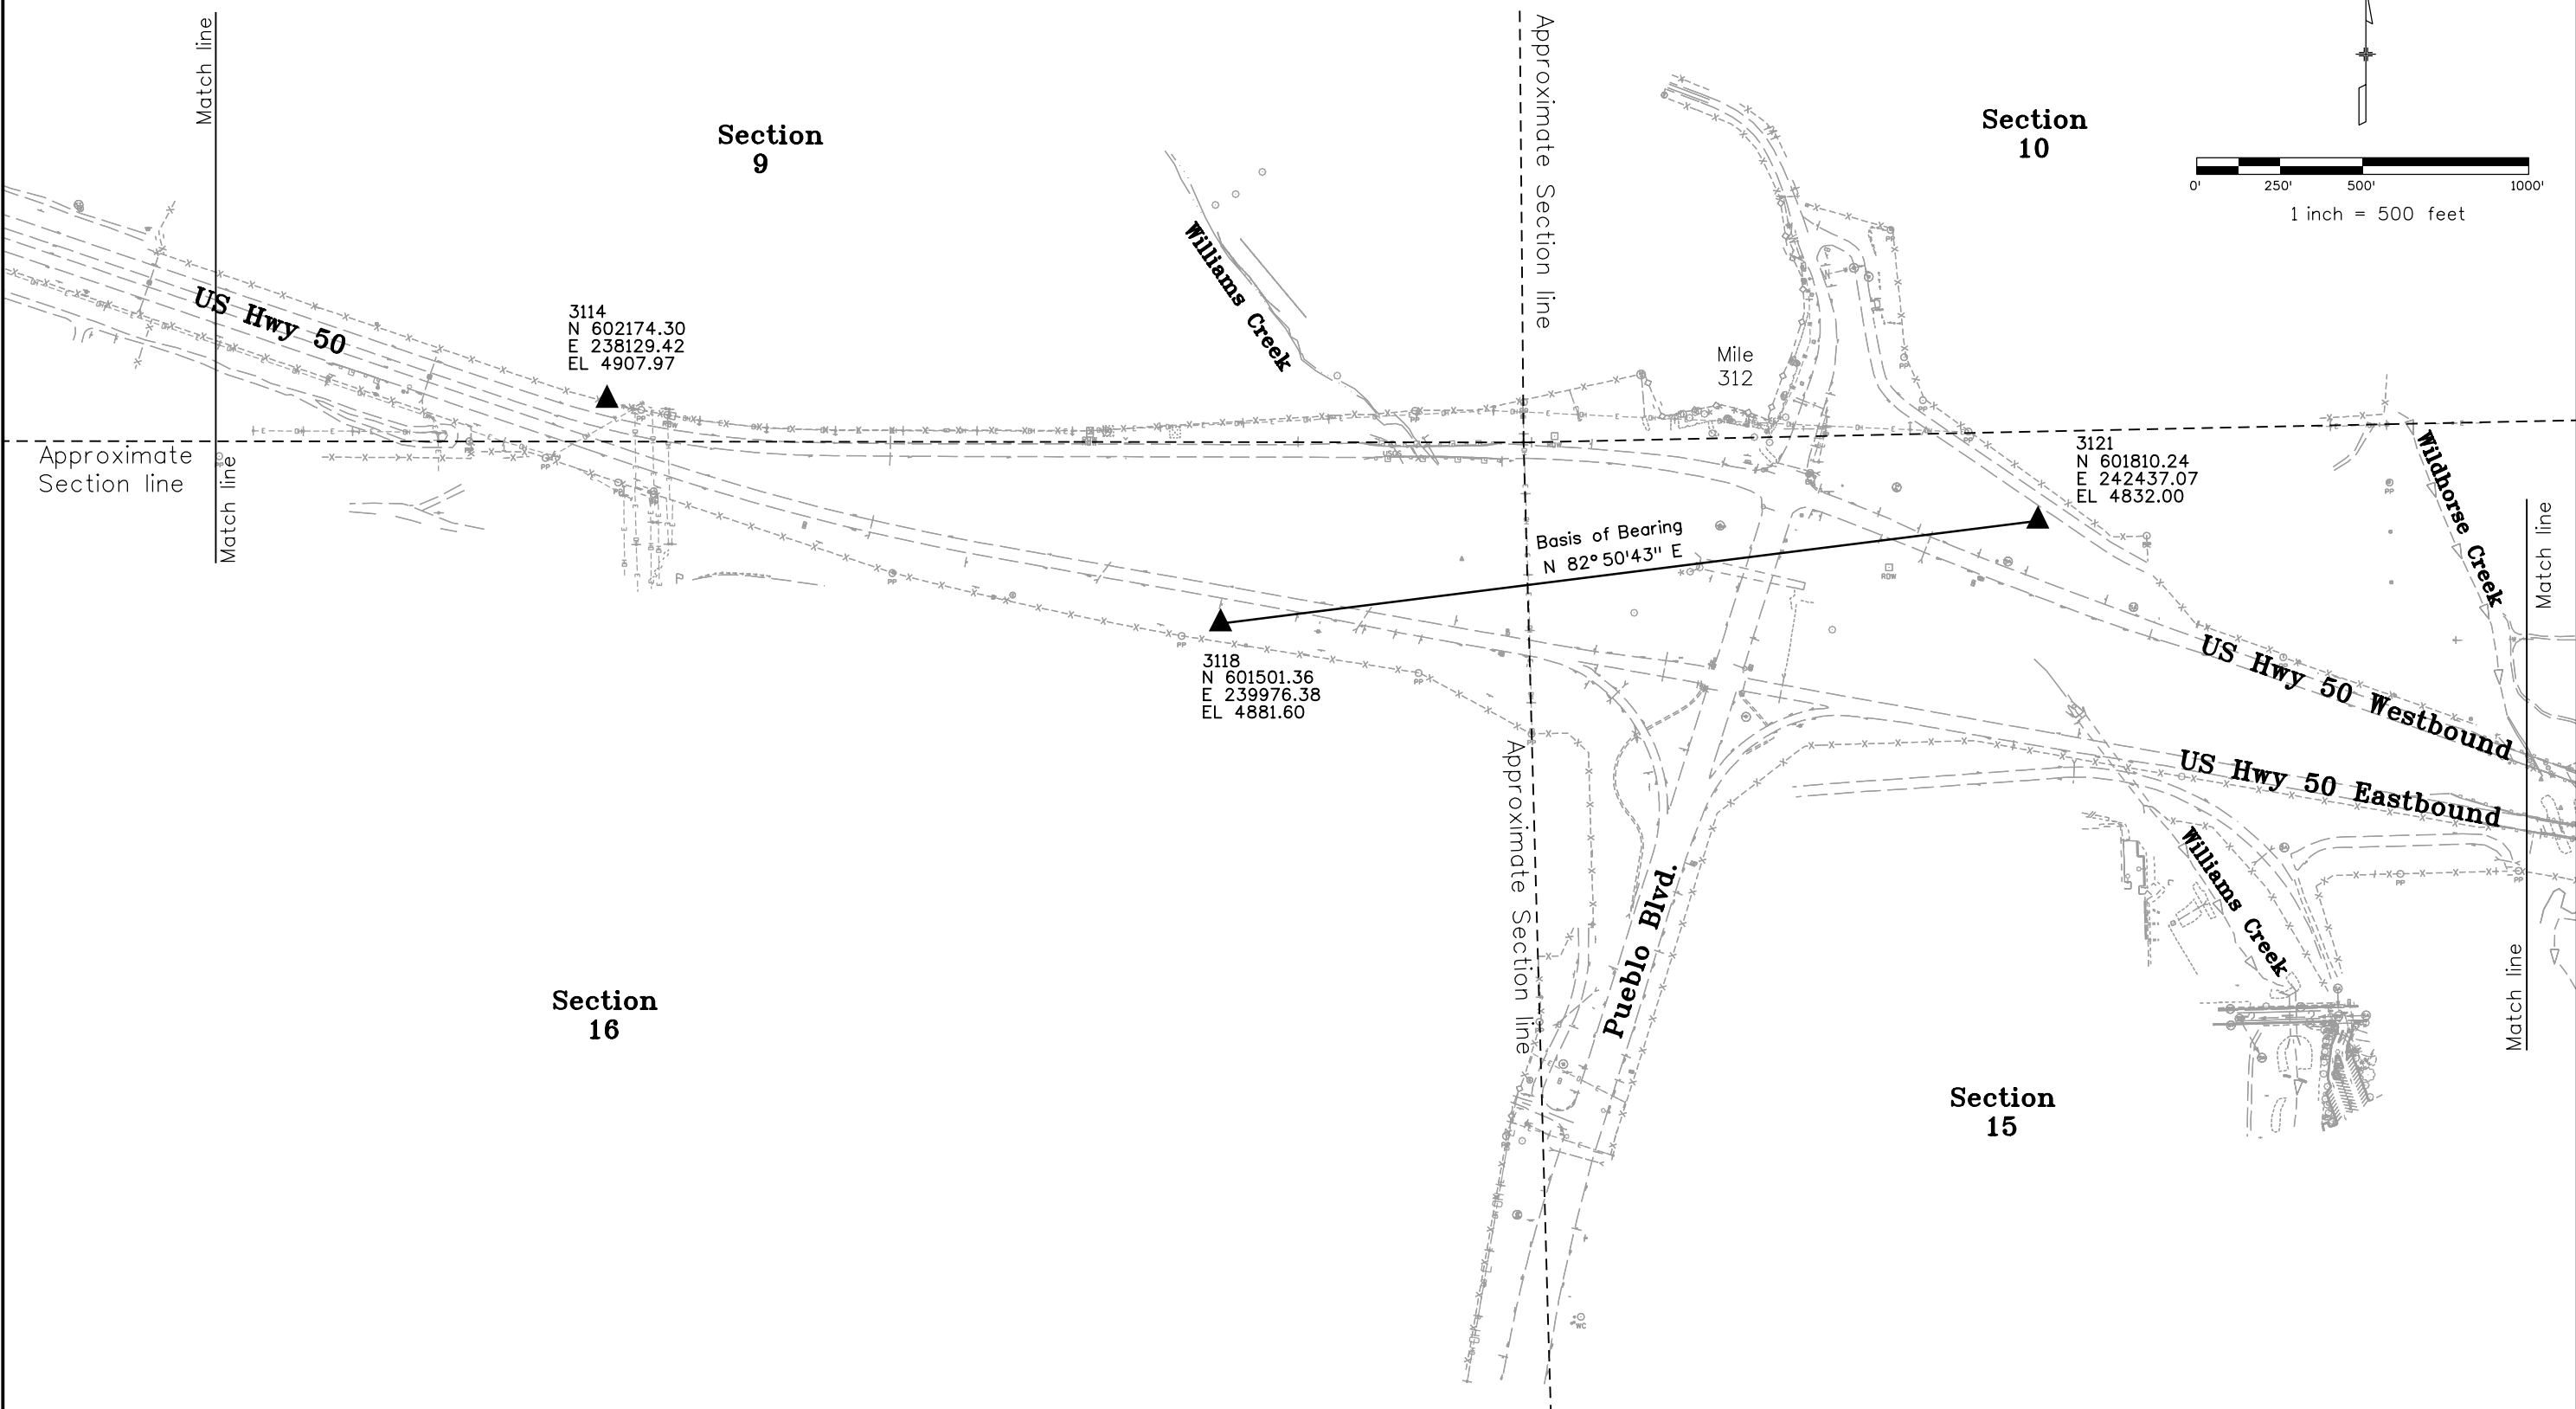 Match line
Section
9
Approximate Section line
Section
10
0' 250' 500' 1000'
1 inch = 500 feet
Williams Creek
US Hwy 50
3114
N 602174.30
E 238129.42
EL 4907.97
Mile
312
Approximate
Section line
Match line
3121
N 601810.24
E 242437.07
EL 4832.00
Wildhorse Creek
Match line
Basis of Bearing
N 82°50'43" E
3118
N 601501.36
E 239976.38
EL 4881.60
US Hwy 50 Westbound
US Hwy 50 Eastbound
Approximate Section line
Pueblo Blvd.
Williams Creek
Match line
Section
16
Section
15